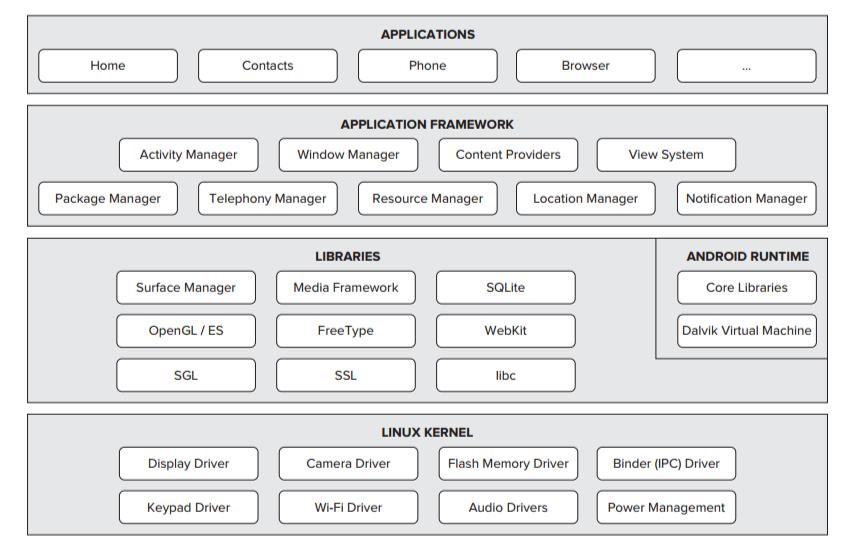 APPLICATIONS
Home Contacts Phone Browser ...
APPLICATION FRAMEWORK
Activity Manager Window Manager Content Providers View System
Package Manager Telephony Manager Resource Manager Location Manager Notification Manager
LIBRARIES
Surface Manager Media Framework SQLite
OpenGL / ES FreeType WebKit
SGL SSL libc
ANDROID RUNTIME
Core Libraries
Dalvik Virtual Machine
LINUX KERNEL
Display Driver Camera Driver Flash Memory Driver Binder (IPC) Driver
Keypad Driver Wi-Fi Driver Audio Drivers Power Management